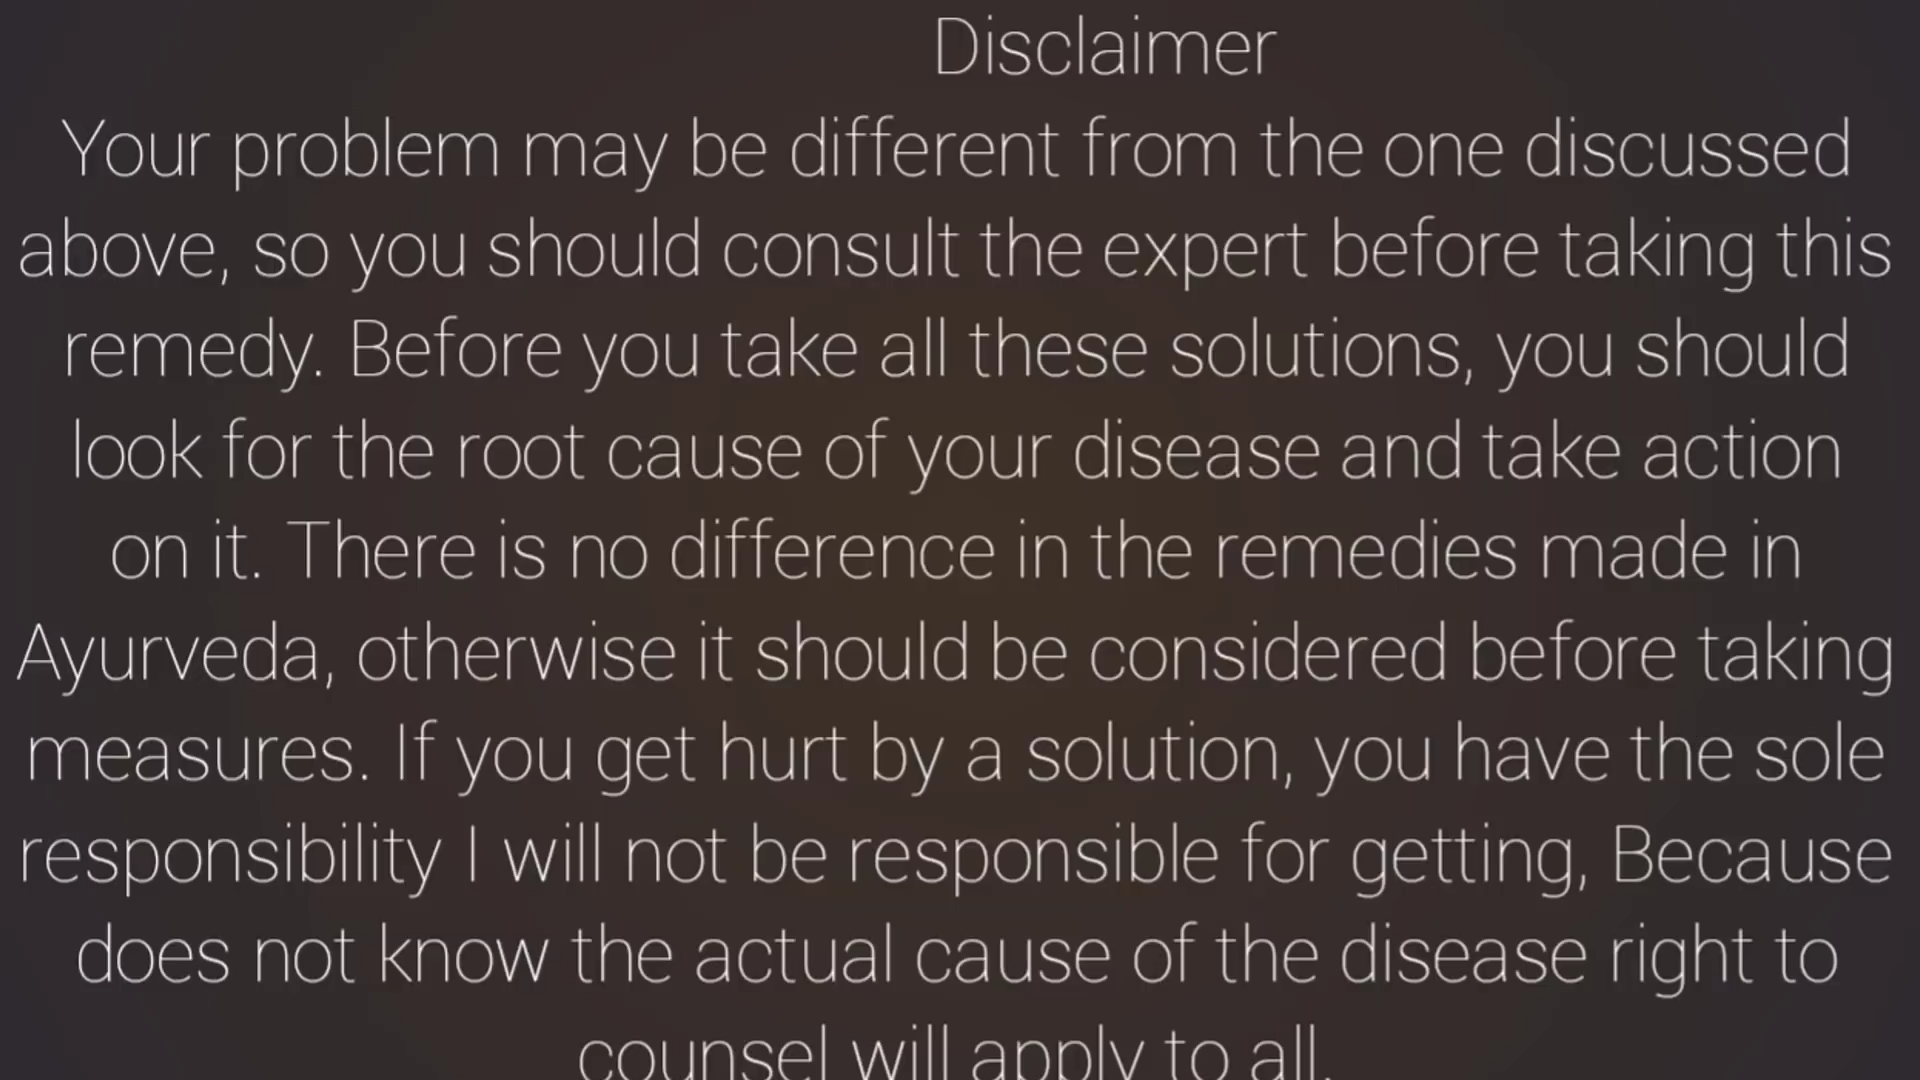 Disclaimer
Your problem may be different from the one discussed
above, so you should consult the expert before taking this
remedy. Before you take all these solutions, you should
look for the root cause of your disease and take action
on it. There is no difference in the remedies made in
Ayurveda, otherwise it should be considered before taking
measures. If you get hurt by a solution, you have the sole
responsibility I will not be responsible for getting, Because
does not know the actual cause of the disease right to
counsel will apply to all.